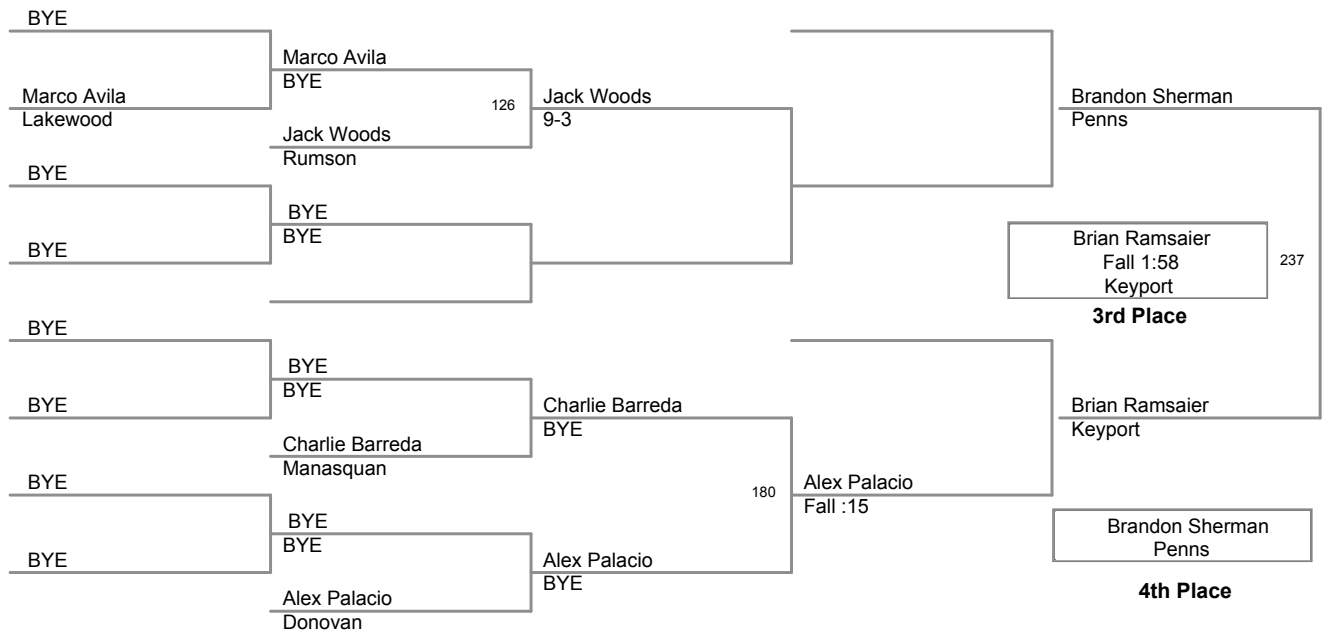 BYE
Marco Avila
Lakewood
BYE
BYE
BYE
BYE
BYE
BYE
Marco Avila
BYE
Jack Woods
Rumson
BYE
BYE
BYE
BYE
Charlie Barreda
Manasquan
BYE
BYE
Alex Palacio
Donovan
126
Jack Woods
9-3
Charlie Barreda
BYE
Alex Palacio
BYE
180
Alex Palacio
Fall :15
Brandon Sherman
Penns
Brian Ramsaier
Fall 1:58
Keyport
237
3rd Place
Brian Ramsaier
Keyport
Brandon Sherman
Penns
4th Place